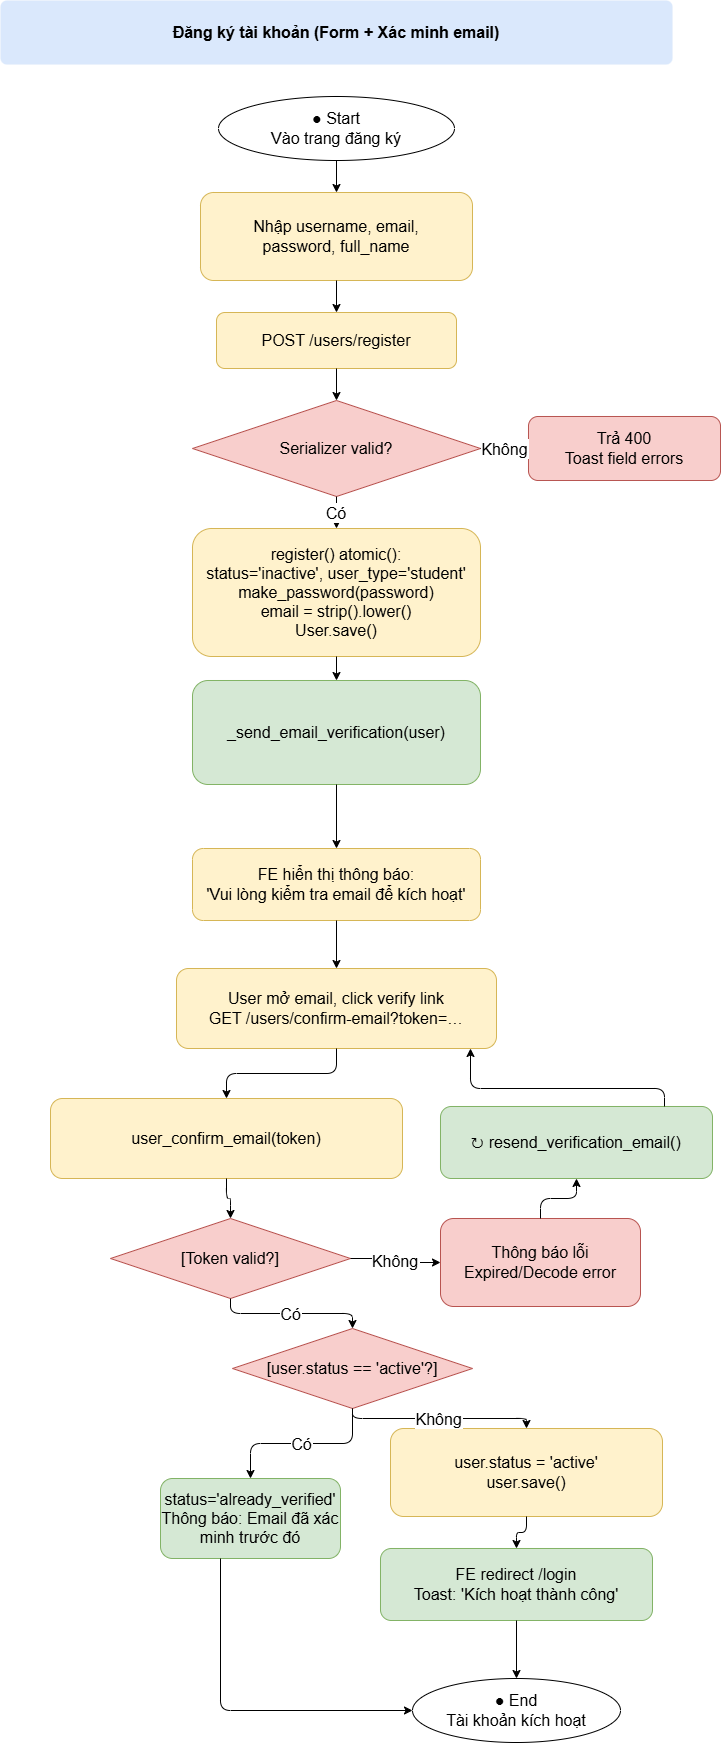 Đăng ký tài khoản (Form + Xác minh email)
● Start
Vào trang đăng ký
Nhập username, email,
password, full_name
POST /users/register
Serializer valid?
Không
Trả 400
Toast field errors
Có
register() atomic():
status='inactive', user_type='student'
make_password(password)
email = strip().lower()
User.save()
_send_email_verification(user)
FE hiển thị thông báo:
'Vui lòng kiểm tra email để kích hoạt'
User mở email, click verify link
GET /users/confirm-email?token=…
user_confirm_email(token)
↻ resend_verification_email()
[Token valid?]
Không
Thông báo lỗi
Expired/Decode error
Có
[user.status == 'active'?]
Không
Có
user.status = 'active'
user.save()
status='already_verified'
Thông báo: Email đã xác
minh trước đó
FE redirect /login
Toast: 'Kích hoạt thành công'
● End
Tài khoản kích hoạt